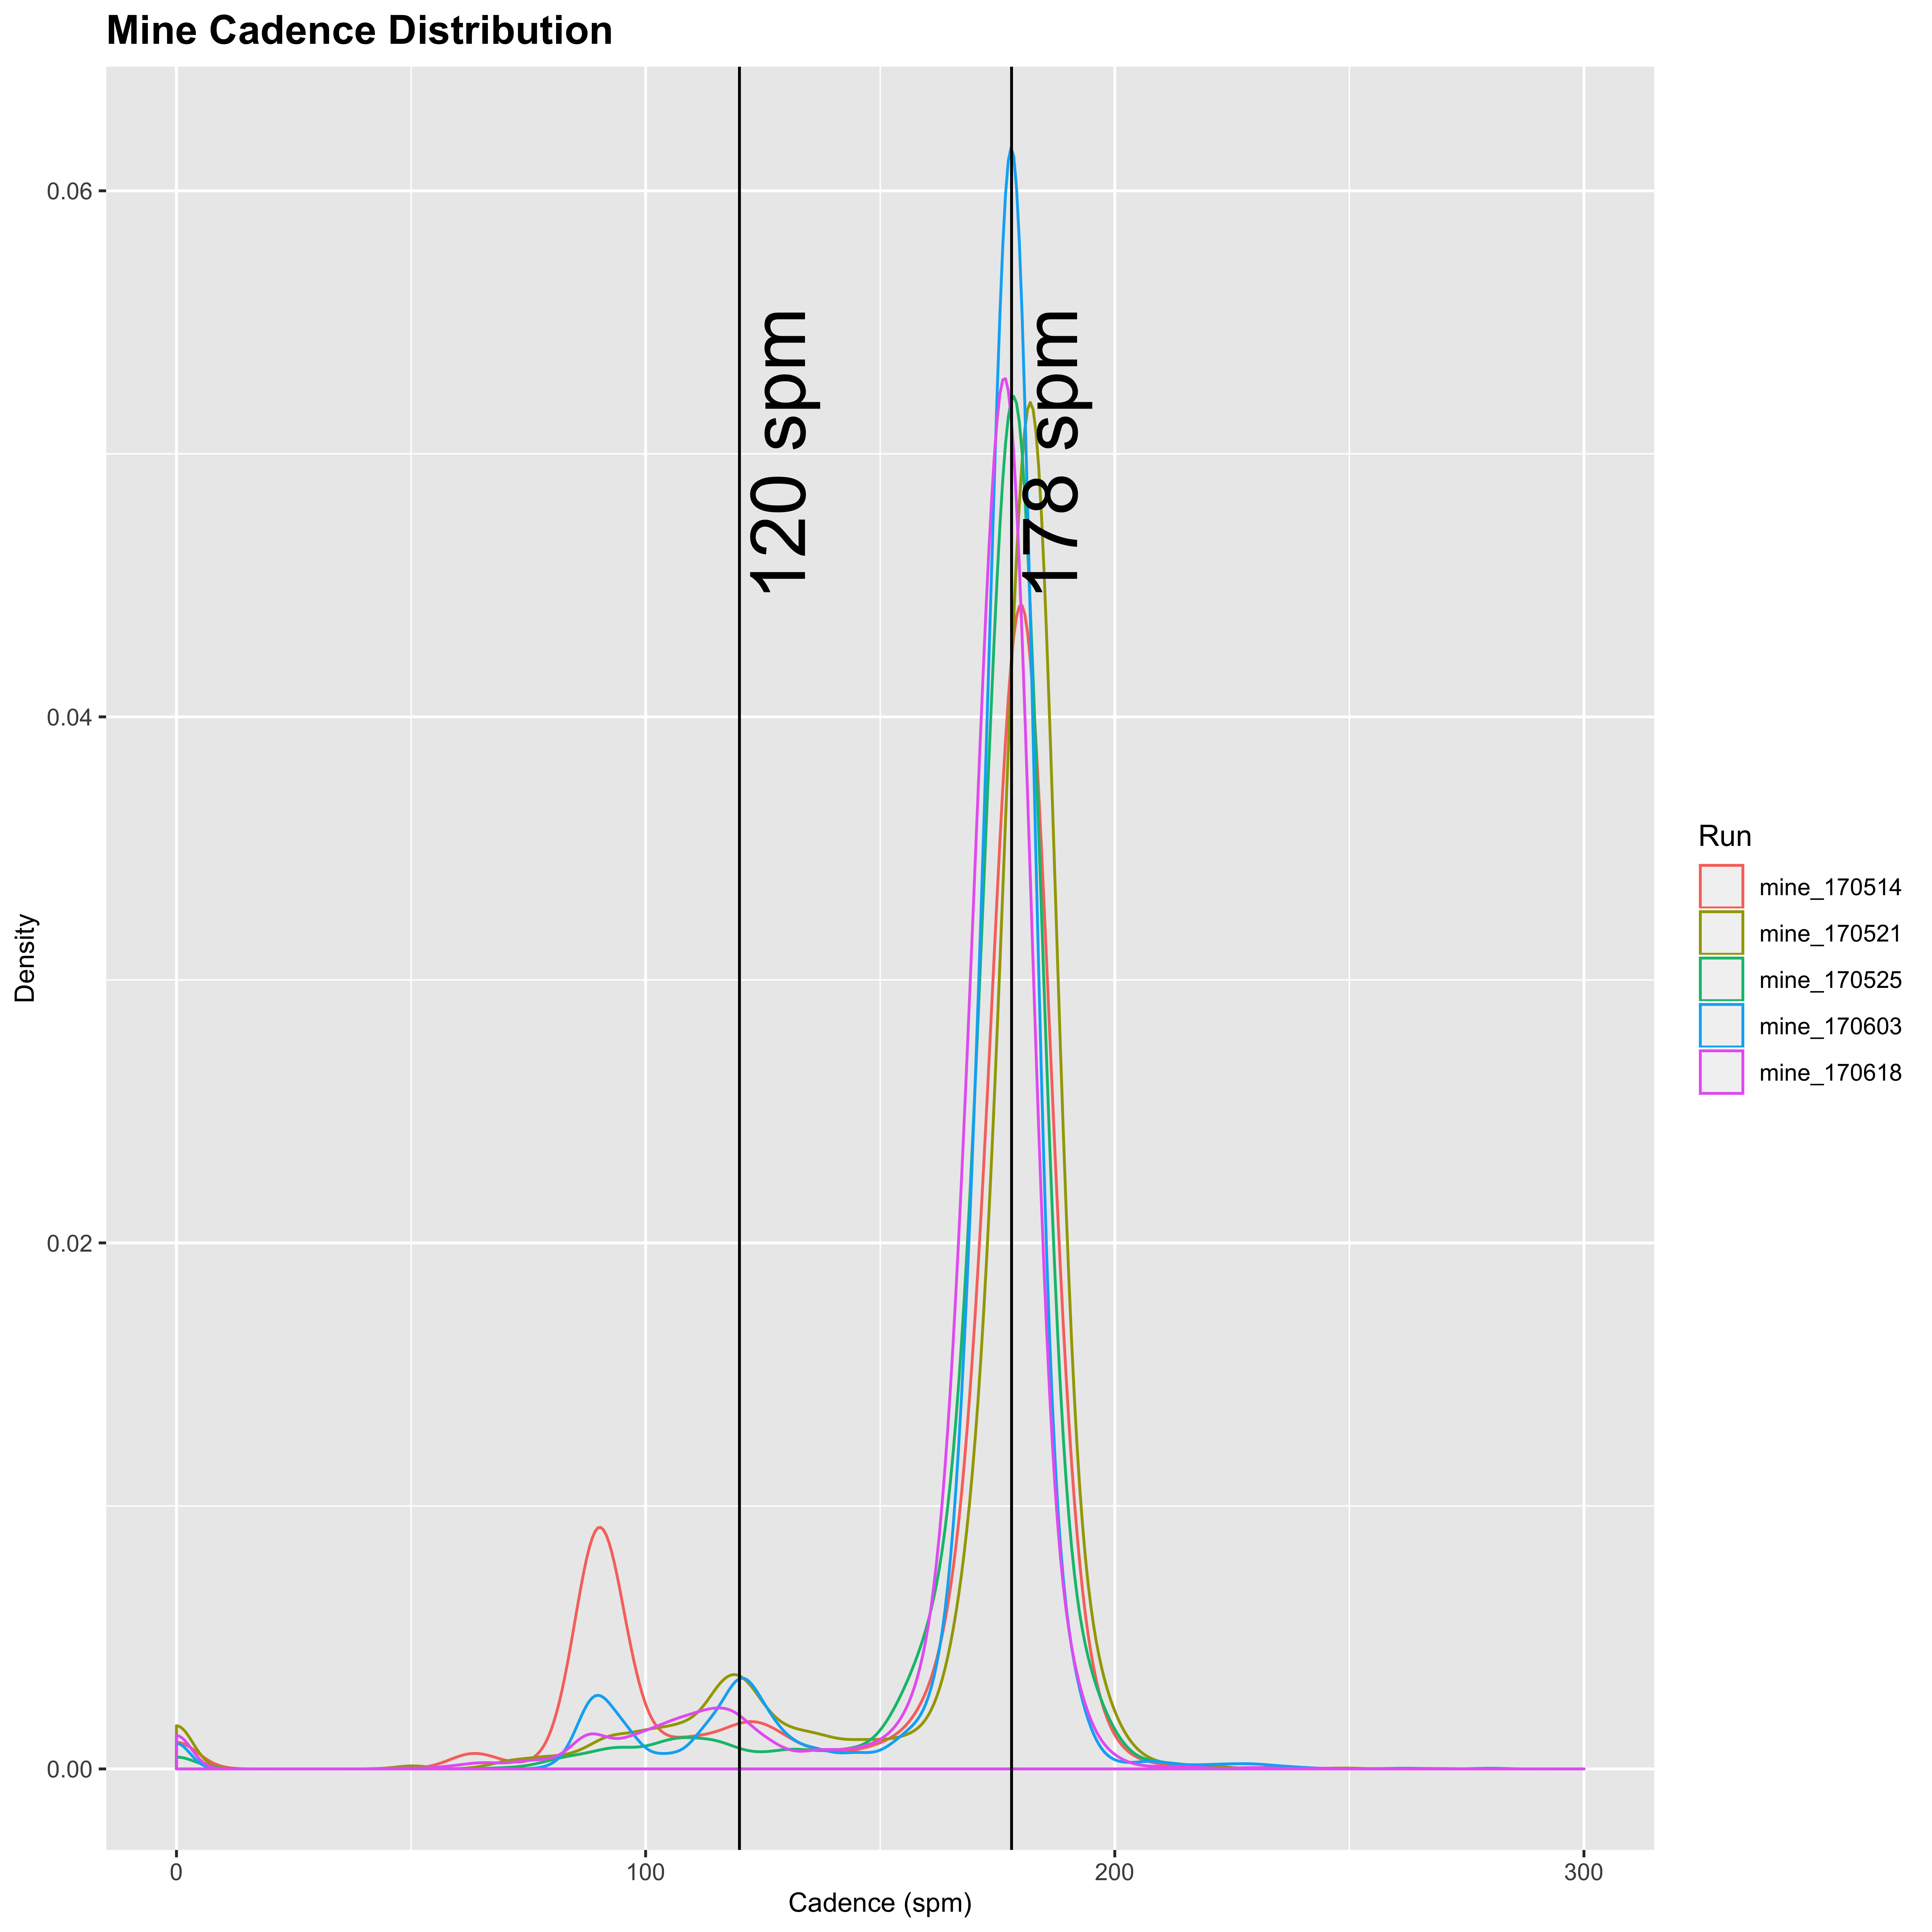 Mine Cadence Distribution
0.06
0.04
0.02
0.00
Density
120 spm
178 spm
0
100
200
300
Cadence (spm)
Run
mine_170514
mine_170521
mine_170525
mine_170603
mine_170618